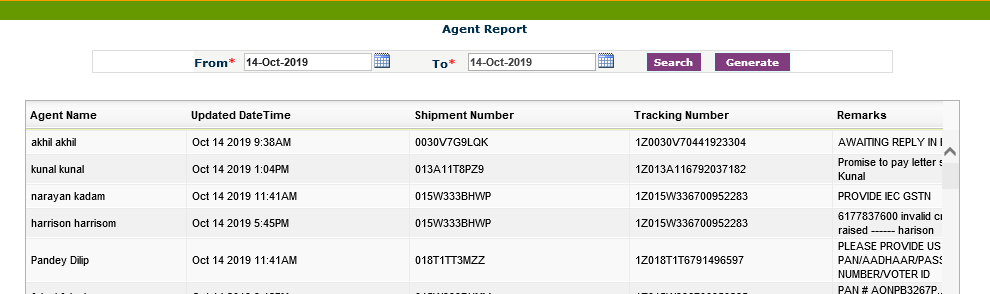 Agent Report
From* 14-Oct-2019 To* 14-Oct-2019 Search Generate
Agent Name Updated DateTime Shipment Number Tracking Number Remarks
akhil akhil Oct 14 2019 9:38AM 0030V7G9LQK 1Z0030V70441923304 AWAITING REPLY IN
kunal kunal Oct 14 2019 1:04PM 013A11T8PZ9 1Z013A116792037182 Promise to pay letter
Kunal
narayan kadam Oct 14 2019 11:41AM 015W333BHWP 1Z015W336700952283 PROVIDE IEC GSTN
harrison harrisom Oct 14 2019 5:45PM 015W333BHWP 1Z015W336700952283 6177837600 invalid
raised ------ harison
Pandey Dilip Oct 14 2019 11:41AM 018T1TT3MZZ 1Z018T1T6791496597 PLEASE PROVIDE US
PAN/AADHAAR/PASS
NUMBER/VOTER ID
PAN # AONPB3267P